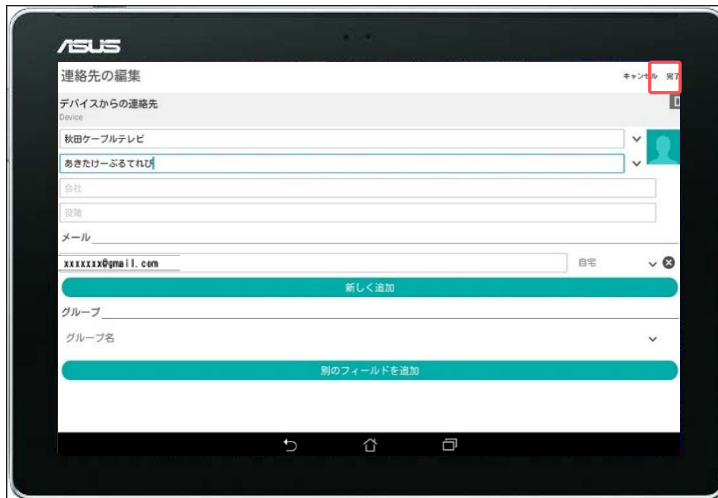 ASUS
連絡先の編集
キャンセル 完了
デバイスからの連絡先
Device
秋田ケーブルテレビ
あきたけーぶるてれび
会社
役職
メール
xxxxxxx@gmail.com 自宅
新しく追加
グループ
グループ名
別のフィールドを追加